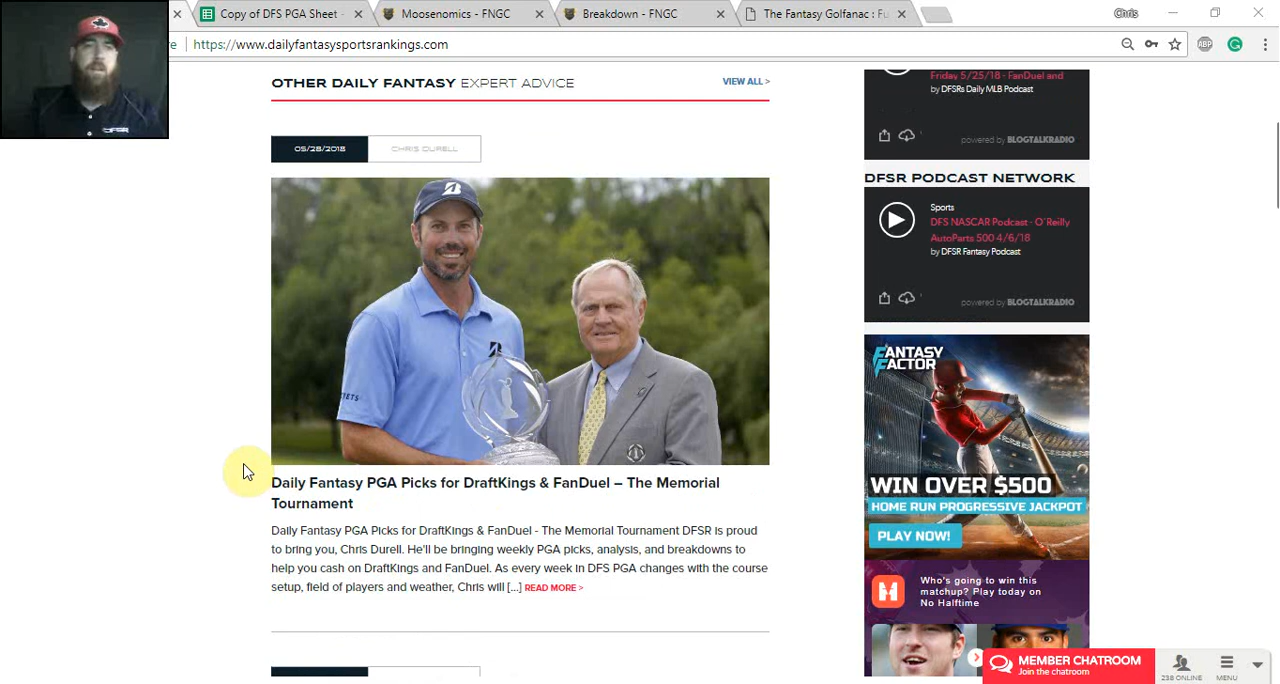 Copy of DFS PGA Sheet -
Moosenomics - FNGC
Breakdown - FNGC
The Fantasy Golfanac : Fu
Chris
https://www.dailyfantasysportsrankings.com
ABP
OTHER DAILY FANTASY EXPERT ADVICE
VIEW ALL >
05/28/2018
CHRIS DURELL
Daily Fantasy PGA Picks for DraftKings & FanDuel – The Memorial
Tournament
Daily Fantasy PGA Picks for DraftKings & FanDuel - The Memorial Tournament DFSR is proud
to bring you, Chris Durell. He'll be bringing weekly PGA picks, analysis, and breakdowns to
help you cash on DraftKings and FanDuel. As every week in DFS PGA changes with the course
setup, field of players and weather, Chris will [...] READ MORE >
Friday 5/25/18 - FanDuel and
by DFSRs Daily MLB Podcast
powered by BLOGTALKRADIO
DFSR PODCAST NETWORK
Sports
DFS NASCAR Podcast - O'Reilly
AutoParts 500 4/6/18
by DFSR Fantasy Podcast
powered by BLOGTALKRADIO
FANTASY
FACTOR
WIN OVER $500
HOME RUN PROGRESSIVE JACKPOT
PLAY NOW!
Who's going to win this
matchup? Play today on
No Halftime
MEMBER CHATROOM
Join the chatroom
238 ONLINE
MENU